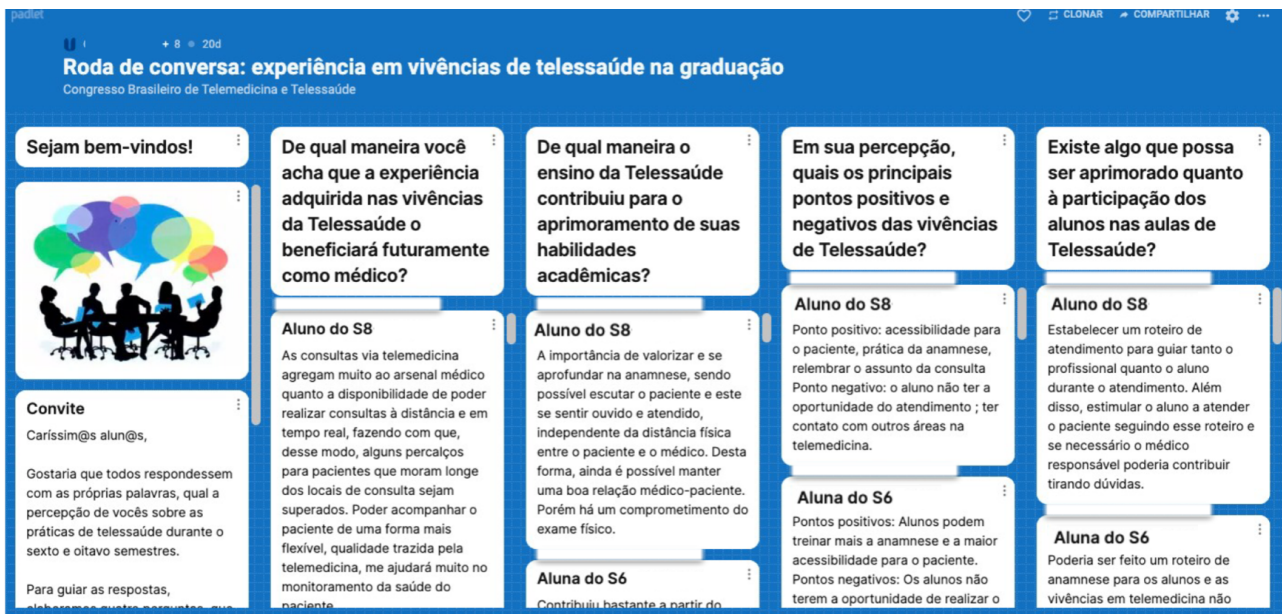 padlet
CLONAR
COMPARTILHAR
+ 8
20d
Roda de conversa: experiência em vivências de telessaúde na graduação
Congresso Brasileiro de Telemedicina e Telessaúde
Sejam bem-vindos!
Convite
Caríssim@s alun@s,
Gostaria que todos respondessem
com as próprias palavras, qual a
percepção de vocês sobre as
práticas de telessaúde durante o
sexto e oitavo semestres.
Para guiar as respostas,
elaboramos quatro perguntas, que
De qual maneira você
acha que a experiência
adquirida nas vivências
da Telessaúde o
beneficiará futuramente
como médico?
Aluno do S8
As consultas via telemedicina
agregam muito ao arsenal médico
quanto a disponibilidade de poder
realizar consultas à distância e em
tempo real, fazendo com que,
desse modo, alguns percalços
para pacientes que moram longe
dos locais de consulta sejam
superados. Poder acompanhar o
paciente de uma forma mais
flexível, qualidade trazida pela
telemedicina, me ajudará muito no
monitoramento da saúde do
paciente
De qual maneira o
ensino da Telessaúde
contribuiu para o
aprimoramento de suas
habilidades
acadêmicas?
Aluno do S8
A importância de valorizar e se
aprofundar na anamnese, sendo
possível escutar o paciente e este
se sentir ouvido e atendido,
independente da distância física
entre o paciente e o médico. Desta
forma, ainda é possível manter
uma boa relação médico-paciente.
Porém há um comprometimento do
exame físico.
Aluna do S6
Contribuiu bastante a partir do
Em sua percepção,
quais os principais
pontos positivos e
negativos das vivências
de Telessaúde?
Aluno do S8
Ponto positivo: acessibilidade para
o paciente, prática da anamnese,
relembrar o assunto da consulta
Ponto negativo: o aluno não ter a
oportunidade do atendimento ; ter
contato com outros áreas na
telemedicina.
Aluna do S6
Pontos positivos: Alunos podem
treinar mais a anamnese e a maior
acessibilidade para o paciente.
Pontos negativos: Os alunos não
terem a oportunidade de realizar o
Existe algo que possa
ser aprimorado quanto
à participação dos
alunos nas aulas de
Telessaúde?
Aluno do S8
Estabelecer um roteiro de
atendimento para guiar tanto o
profissional quanto o aluno
durante o atendimento. Além
disso, estimular o aluno a atender
o paciente seguindo esse roteiro e
se necessário o médico
responsável poderia contribuir
tirando dúvidas.
Aluna do S6
Poderia ser feito um roteiro de
anamnese para os alunos e as
vivências em telemedicina não